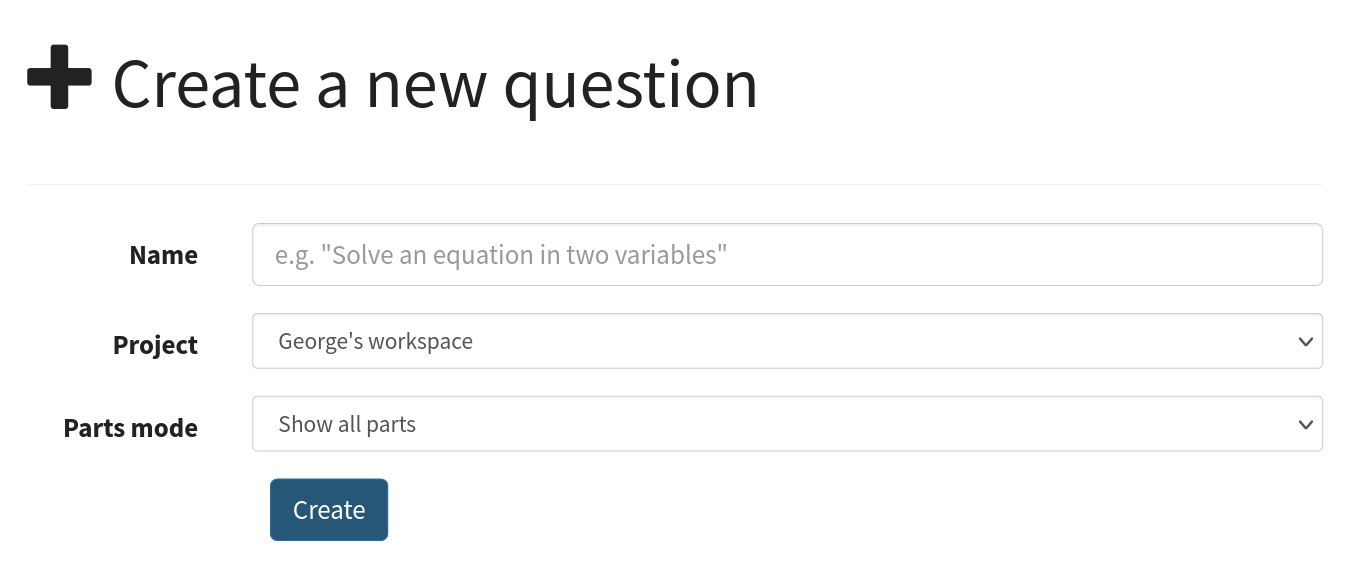 Create a new question
Name
e.g. "Solve an equation in two variables"
Project
George's workspace
Parts mode
Show all parts
Create